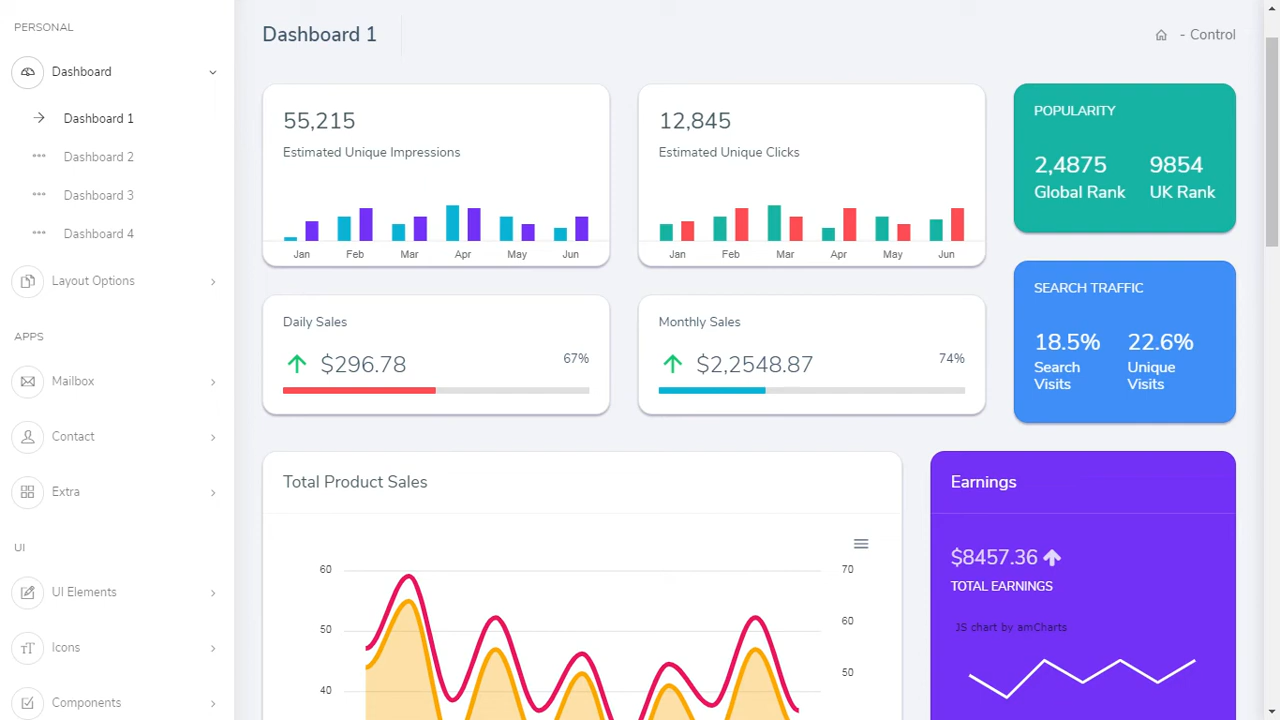 PERSONAL
Dashboard
Dashboard 1
Dashboard 2
Dashboard 3
Dashboard 4
Layout Options
APPS
Mailbox
Contact
Extra
UI
UI Elements
Icons
Components
Dashboard 1
- Control
55,215
Estimated Unique Impressions
Jan Feb Mar Apr May Jun
12,845
Estimated Unique Clicks
Jan Feb Mar Apr May Jun
POPULARITY
2,4875 9854
Global Rank UK Rank
Daily Sales
$296.78 67%
Monthly Sales
$2,2548.87 74%
SEARCH TRAFFIC
18.5% 22.6%
Search Unique
Visits Visits
Total Product Sales
60 70
60
50
50
40
Earnings
$8457.36
TOTAL EARNINGS
JS chart by amCharts